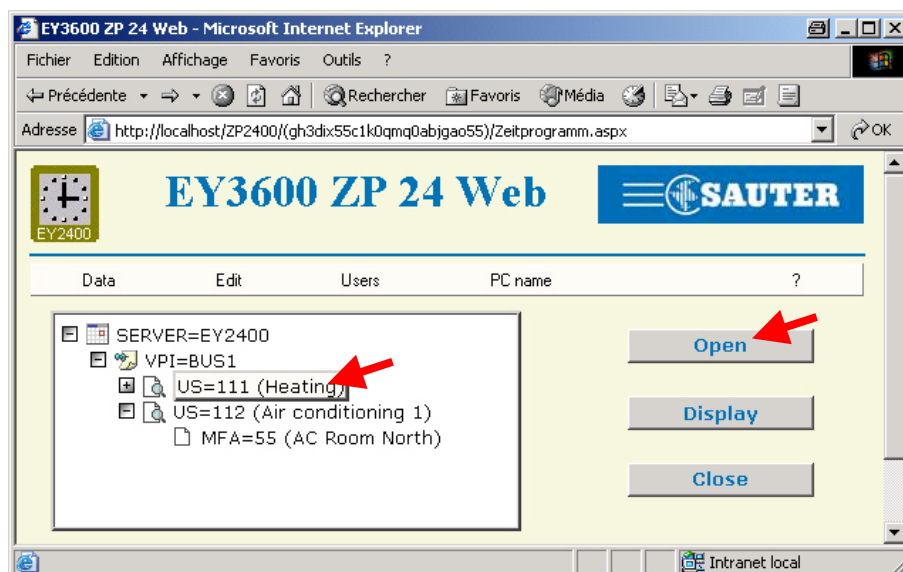 EY3600 ZP 24 Web - Microsoft Internet Explorer
Fichier Edition Affichage Favoris Outils ?
Précédente Rechercher Favoris Média
Adresse http://localhost/ZP2400/(gh3dix55c1k0qmq0abjgao55)/Zeitprogramm.aspx OK
EY2400
EY3600 ZP 24 Web
SAUTER
Data Edit Users PC name ?
SERVER=EY2400
VPI=BUS1
US=111 (Heating)
US=112 (Air conditioning 1)
MFA=55 (AC Room North)
Open
Display
Close
Intranet local